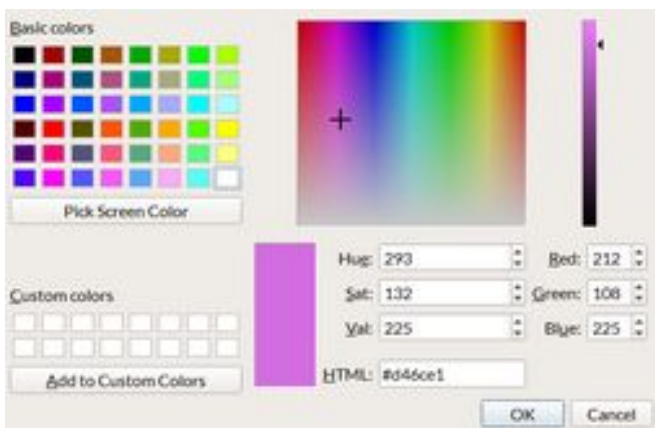 Basic colors
Pick Screen Color
Hue: 293
Red: 212
Sat: 132
Green: 108
Val: 225
Blue: 225
Custom colors
HTML: #d46ce1
Add to Custom Colors
OK
Cancel